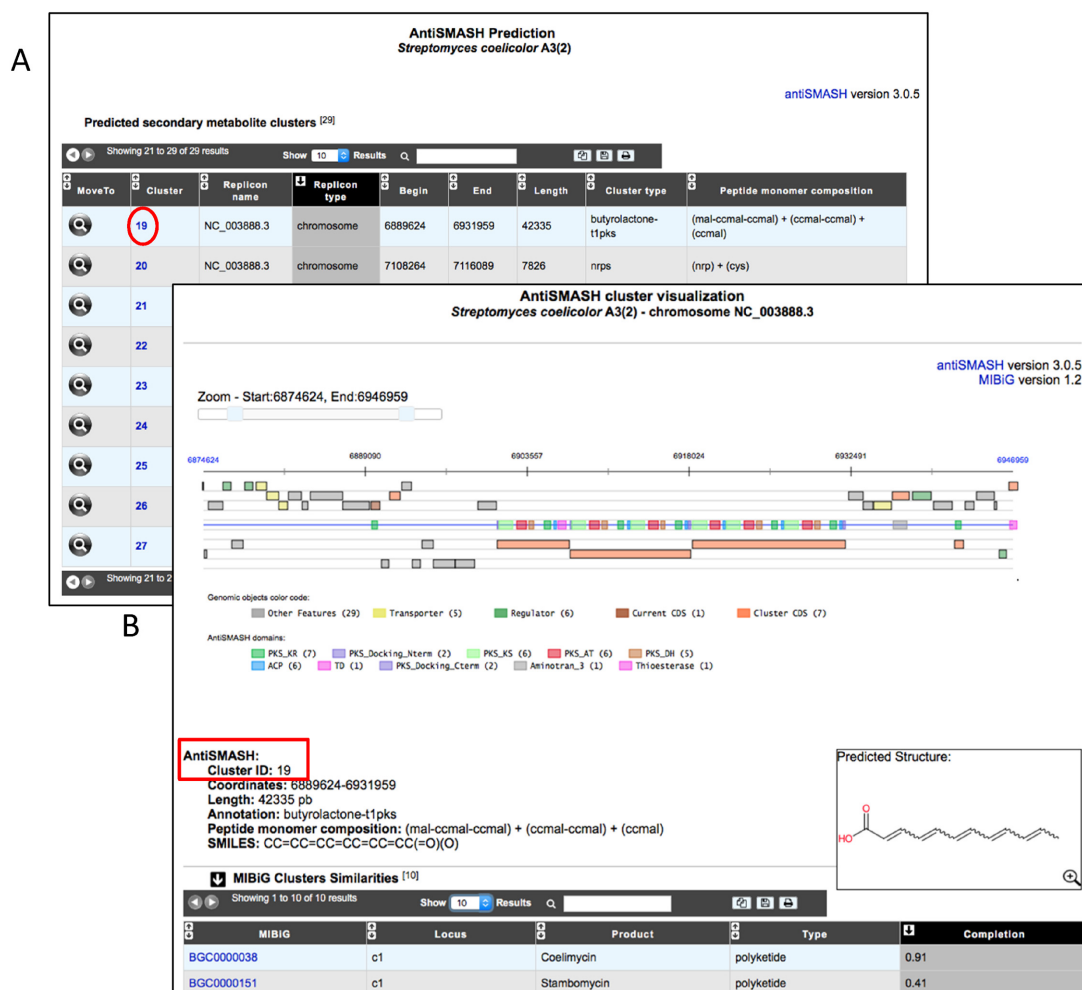 A
AntiSMASH Prediction
Streptomyces coelicolor A3(2)
antiSMASH version 3.0.5
Predicted secondary metabolite clusters [29]
Showing 21 to 29 of 29 results Show 10 Results
MoveTo Cluster Replicon name Replicon type Begin End Length Cluster type Peptide monomer composition
19 NC_003888.3 chromosome 6889624 6931959 42335 butyrolactone-t1pks (mal-ccmal-ccmal) + (ccmal-ccmal) + (ccmal)
20 NC_003888.3 chromosome 7108264 7116089 7826 nrps (nrp) + (cys)
21
22
23
24
25
26
27
Showing 21 to 2
B
AntiSMASH cluster visualization
Streptomyces coelicolor A3(2) - chromosome NC_003888.3
antiSMASH version 3.0.5
MIBiG version 1.2
Zoom - Start:6874624, End:6946959
6874624 6889090 6903557 6918024 6932491 6946959
Genomic objects color code:
Other Features (29) Transporter (5) Regulator (6) Current CDS (1) Cluster CDS (7)
AntiSMASH domains:
PKS_KR (7) PKS_Docking_Nterm (2) PKS_KS (6) PKS_AT (6) PKS_DH (5)
ACP (6) TD (1) PKS_Docking_Cterm (2) Aminotran_3 (1) Thioesterase (1)
AntiSMASH:
Cluster ID: 19
Coordinates: 6889624-6931959
Length: 42335 pb
Annotation: butyrolactone-t1pks
Peptide monomer composition: (mal-ccmal-ccmal) + (ccmal-ccmal) + (ccmal)
SMILES: CC=CC=CC=CC=CC=CC(=O)(O)
Predicted Structure:
O
HO
MIBiG Clusters Similarities [10]
Showing 1 to 10 of 10 results Show 10 Results
MIBiG Locus Product Type Completion
BGC0000038 c1 Coelimycin polyketide 0.91
BGC0000151 c1 Stambomycin polyketide 0.41